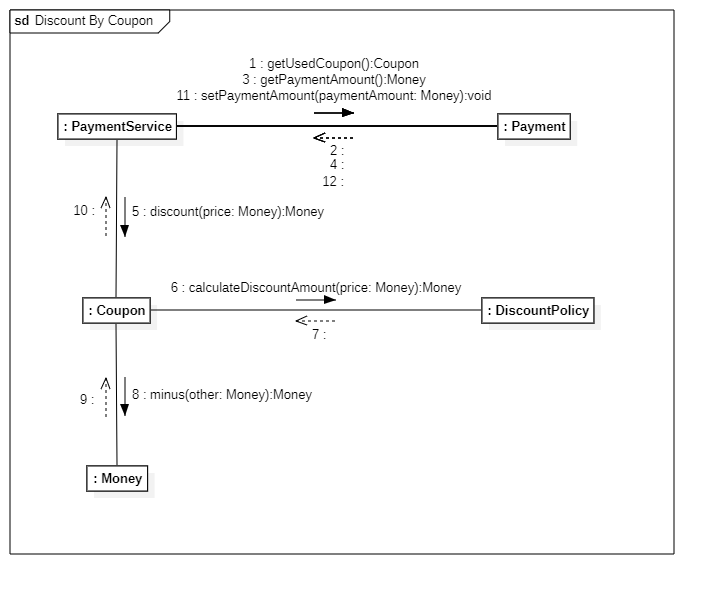 sd Discount By Coupon
1 : getUsedCoupon():Coupon
3 : getPaymentAmount():Money
11 : setPaymentAmount(paymentAmount: Money):void
: PaymentService
: Payment
2 :
4 :
12 :
10 :
5 : discount(price: Money):Money
6 : calculateDiscountAmount(price: Money):Money
: Coupon
: DiscountPolicy
7 :
9 :
8 : minus(other: Money):Money
: Money